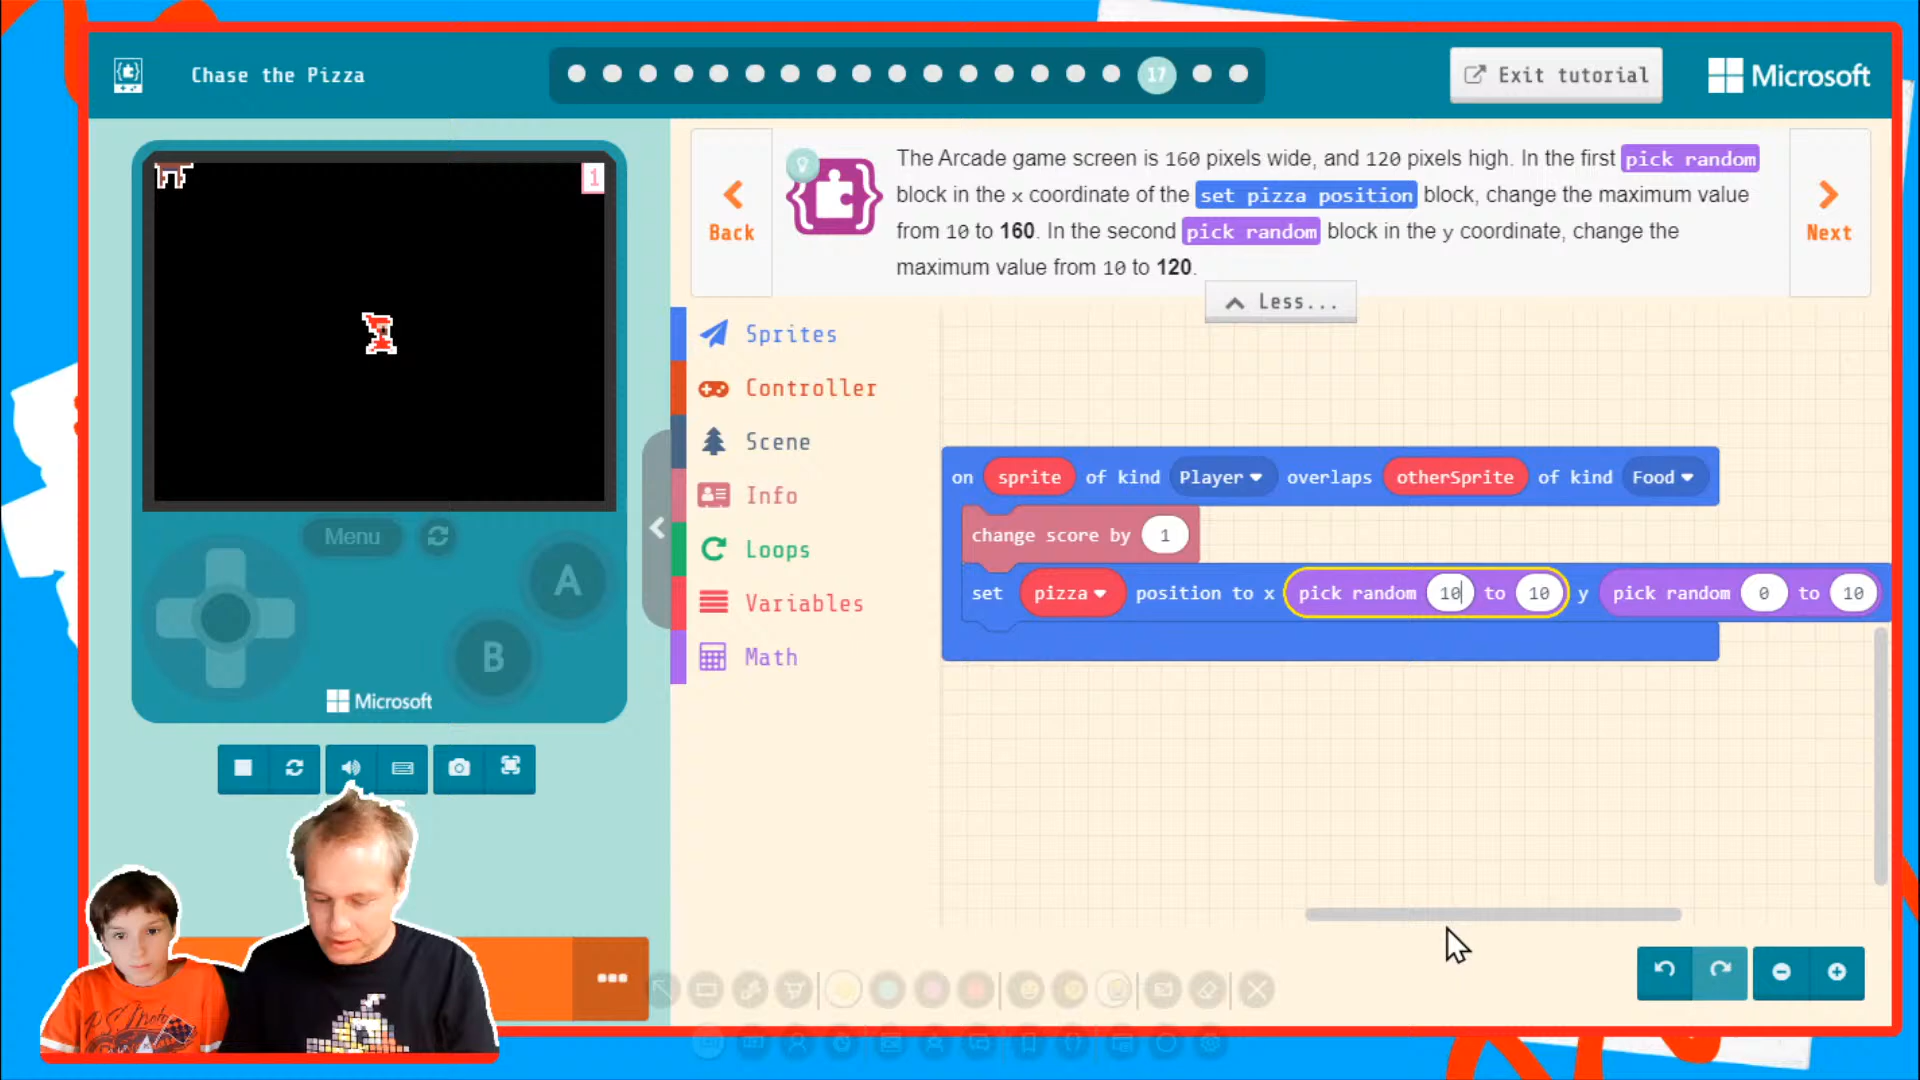 Chase the Pizza
17
Exit tutorial
Microsoft
1
Back
The Arcade game screen is 160 pixels wide, and 120 pixels high. In the first pick random
block in the x coordinate of the set pizza position block, change the maximum value
from 10 to 160. In the second pick random block in the y coordinate, change the
maximum value from 10 to 120.
Next
Less...
Sprites
Controller
Scene
Info
Loops
Variables
Math
on sprite of kind Player overlaps otherSprite of kind Food
change score by 1
set pizza position to x pick random 10 to 10 y pick random 0 to 10
Menu
A
B
Microsoft